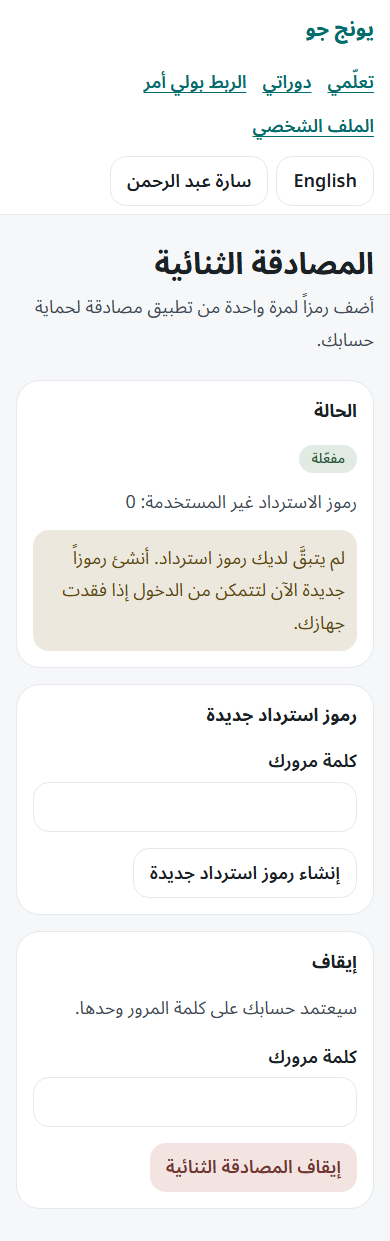 يونج جو
تعلّمي
دوراتي
الربط بولي أمر
الملف الشخصي
English
سارة عبد الرحمن
المصادقة الثنائية
أضف رمزاً لمرة واحدة من تطبيق مصادقة لحماية
حسابك.
الحالة
مفعّلة
رموز الاسترداد غير المستخدمة: 0
لم يتبقَّ لديك رموز استرداد. أنشئ رموزاً
جديدة الآن لتتمكن من الدخول إذا فقدت
جهازك.
رموز استرداد جديدة
كلمة مرورك
إنشاء رموز استرداد جديدة
إيقاف
سيعتمد حسابك على كلمة المرور وحدها.
كلمة مرورك
إيقاف المصادقة الثنائية